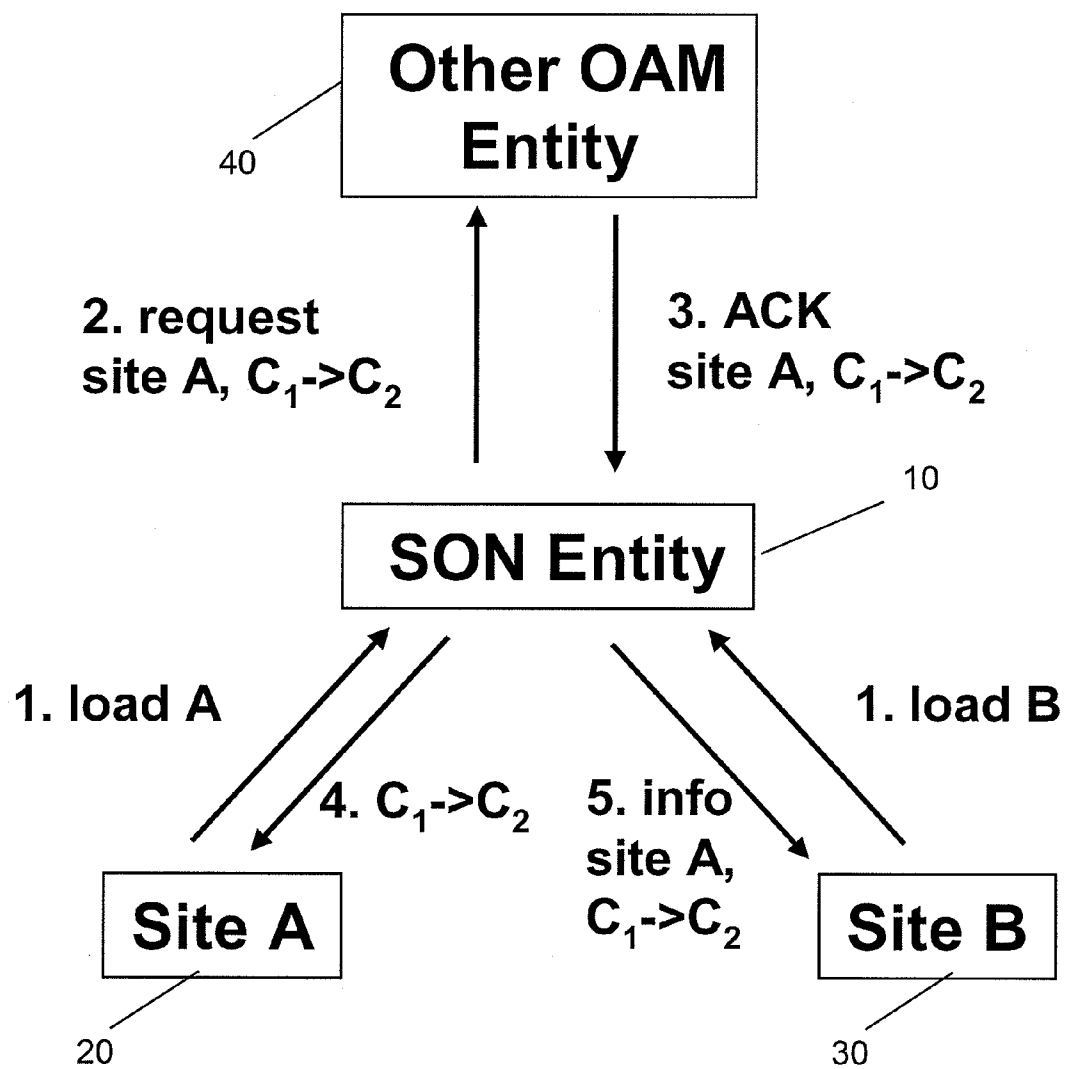 Other OAM
Entity
40
2. request
site A, C₁->C₂
3. ACK
site A, C₁->C₂
10
SON Entity
1. load A
1. load B
4. C₁->C₂
5. info
site A,
C₁->C₂
Site A
Site B
20
30